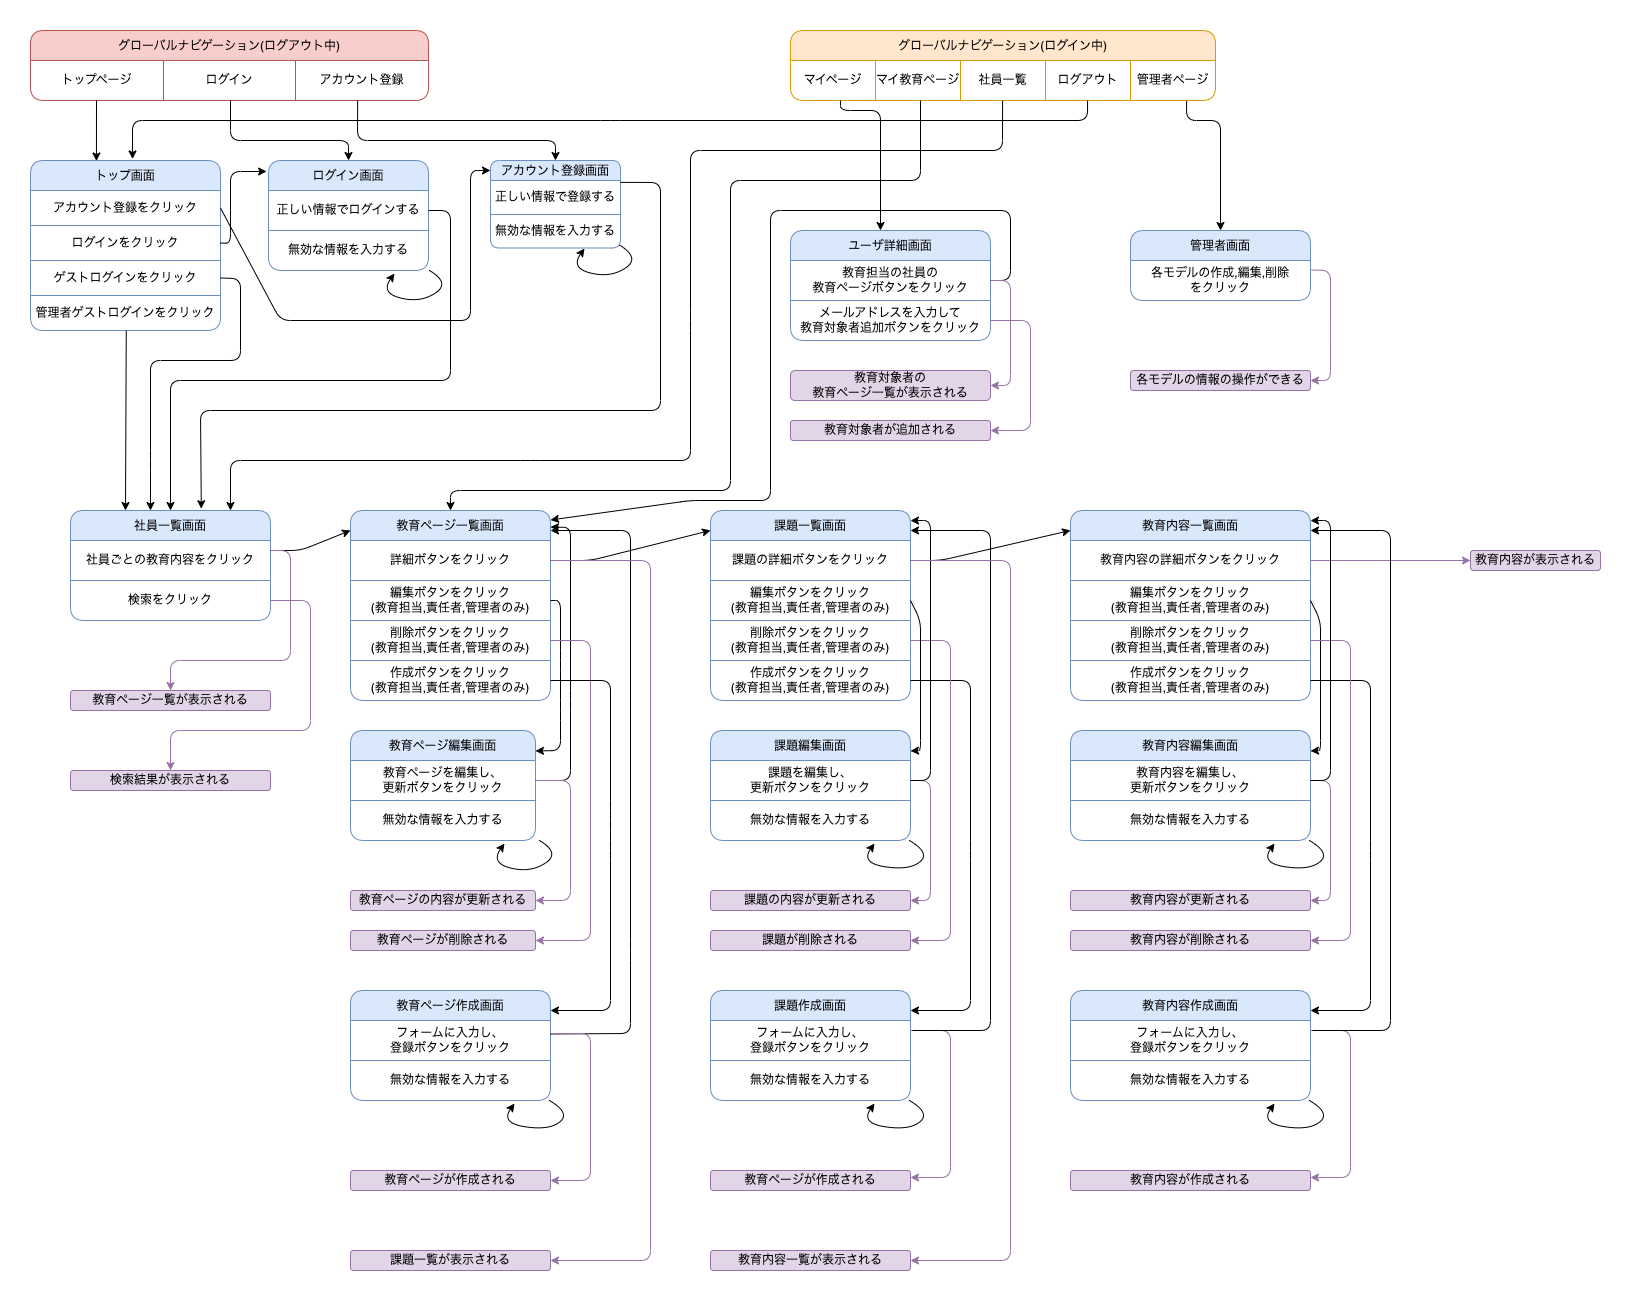 グローバルナビゲーション(ログアウト中)
トップページ
ログイン
アカウント登録
グローバルナビゲーション(ログイン中)
マイページ
マイ教育ページ
社員一覧
ログアウト
管理者ページ
トップ画面
アカウント登録をクリック
ログインをクリック
ゲストログインをクリック
管理者ゲストログインをクリック
ログイン画面
正しい情報でログインする
無効な情報を入力する
アカウント登録画面
正しい情報で登録する
無効な情報を入力する
ユーザ詳細画面
教育担当の社員の
教育ページボタンをクリック
メールアドレスを入力して
教育対象者追加ボタンをクリック
教育対象者の
教育ページ一覧が表示される
教育対象者が追加される
管理者画面
各モデルの作成,編集,削除
をクリック
各モデルの情報の操作ができる
社員一覧画面
社員ごとの教育内容をクリック
検索をクリック
教育ページ一覧が表示される
検索結果が表示される
教育ページ一覧画面
詳細ボタンをクリック
編集ボタンをクリック
(教育担当,責任者,管理者のみ)
削除ボタンをクリック
(教育担当,責任者,管理者のみ)
作成ボタンをクリック
(教育担当,責任者,管理者のみ)
教育ページ編集画面
教育ページを編集し、
更新ボタンをクリック
無効な情報を入力する
教育ページの内容が更新される
教育ページが削除される
教育ページ作成画面
フォームに入力し、
登録ボタンをクリック
無効な情報を入力する
教育ページが作成される
課題一覧が表示される
課題一覧画面
課題の詳細ボタンをクリック
編集ボタンをクリック
(教育担当,責任者,管理者のみ)
削除ボタンをクリック
(教育担当,責任者,管理者のみ)
作成ボタンをクリック
(教育担当,責任者,管理者のみ)
課題編集画面
課題を編集し、
更新ボタンをクリック
無効な情報を入力する
課題の内容が更新される
課題が削除される
課題作成画面
フォームに入力し、
登録ボタンをクリック
無効な情報を入力する
教育ページが作成される
教育内容一覧が表示される
教育内容一覧画面
教育内容の詳細ボタンをクリック
編集ボタンをクリック
(教育担当,責任者,管理者のみ)
削除ボタンをクリック
(教育担当,責任者,管理者のみ)
作成ボタンをクリック
(教育担当,責任者,管理者のみ)
教育内容が表示される
教育内容編集画面
教育内容を編集し、
更新ボタンをクリック
無効な情報を入力する
教育内容が更新される
教育内容が削除される
教育内容作成画面
フォームに入力し、
登録ボタンをクリック
無効な情報を入力する
教育内容が作成される